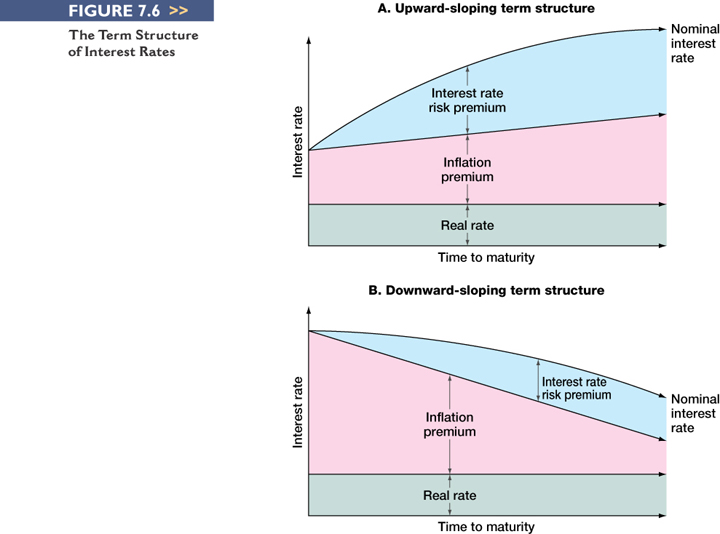 FIGURE 7.6 >>
The Term Structure
of Interest Rates
A. Upward-sloping term structure
Interest rate
Nominal
interest
rate
Interest rate
risk premium
Inflation
premium
Real rate
Time to maturity
B. Downward-sloping term structure
Interest rate
Interest rate
risk premium
Nominal
interest
rate
Inflation
premium
Real rate
Time to maturity